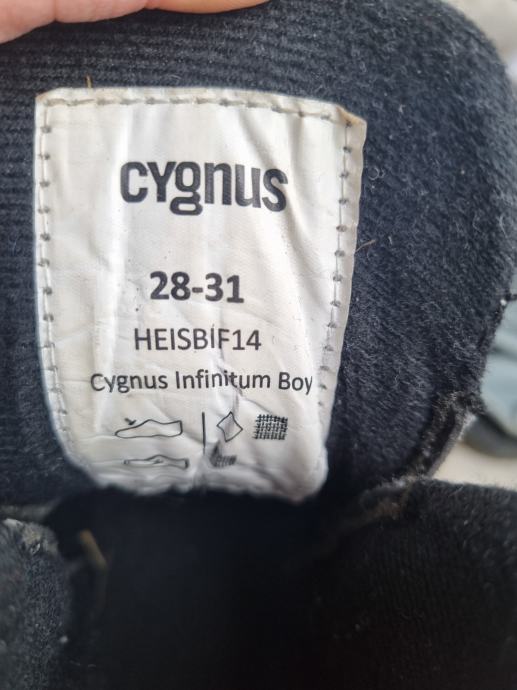 cygnus
28-31
HEISBIF14
Cygnus Infinitum Boy